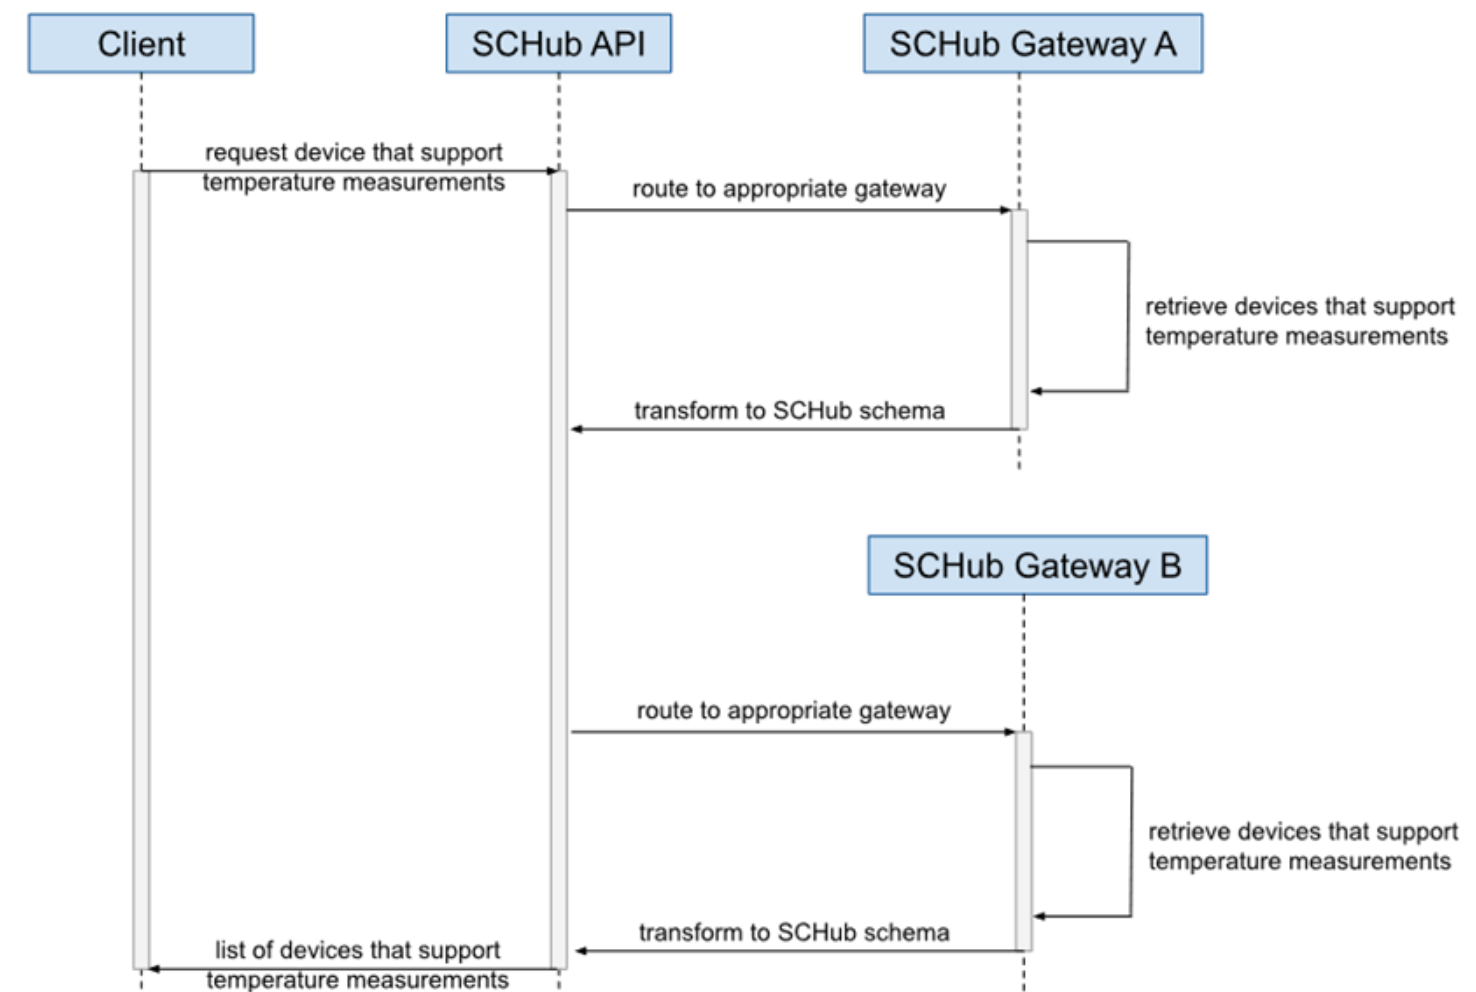 Client
SCHub API
SCHub Gateway A
request device that support
temperature measurements
route to appropriate gateway
retrieve devices that support
temperature measurements
transform to SCHub schema
SCHub Gateway B
route to appropriate gateway
retrieve devices that support
temperature measurements
transform to SCHub schema
list of devices that support
temperature measurements